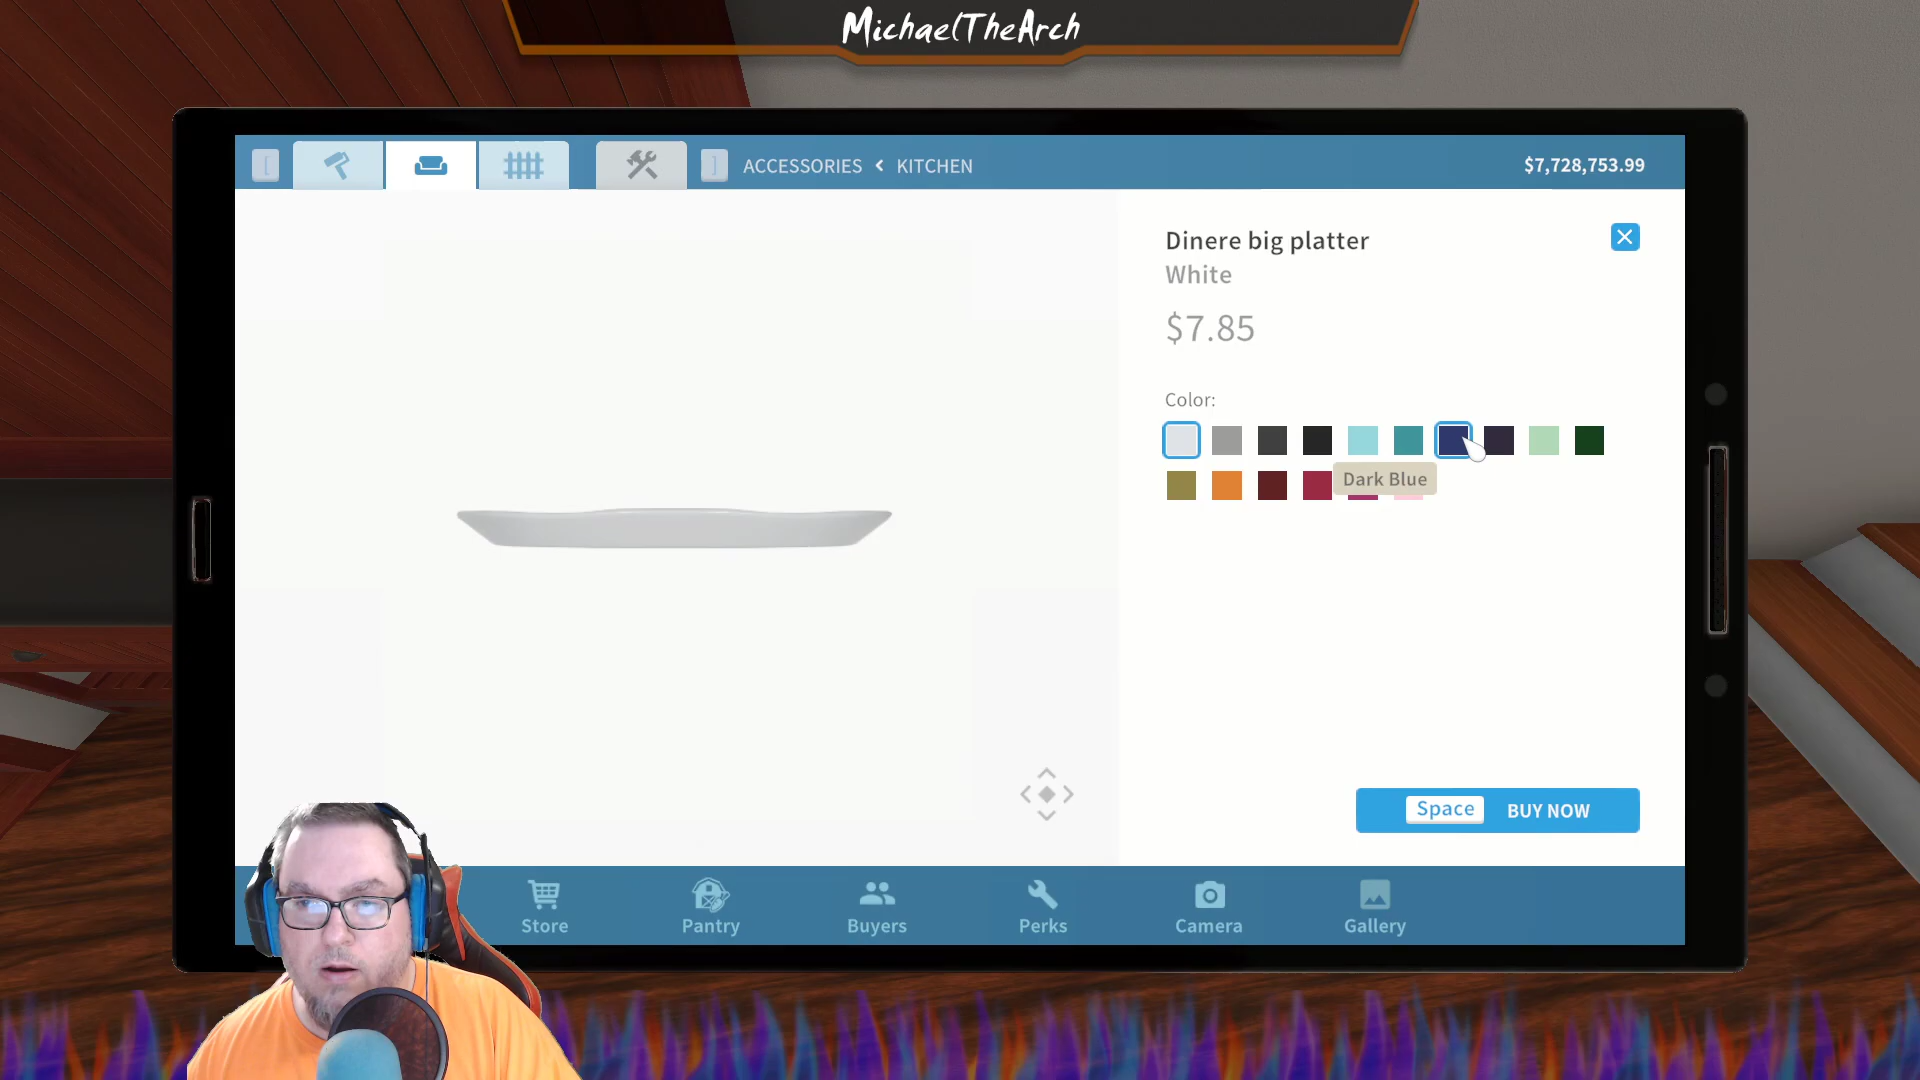 MichaelTheArch
[ ] ACCESSORIES < KITCHEN $7,728,753.99
Dinere big platter
White
$7.85
Color:
Dark Blue
Space BUY NOW
Store Pantry Buyers Perks Camera Gallery